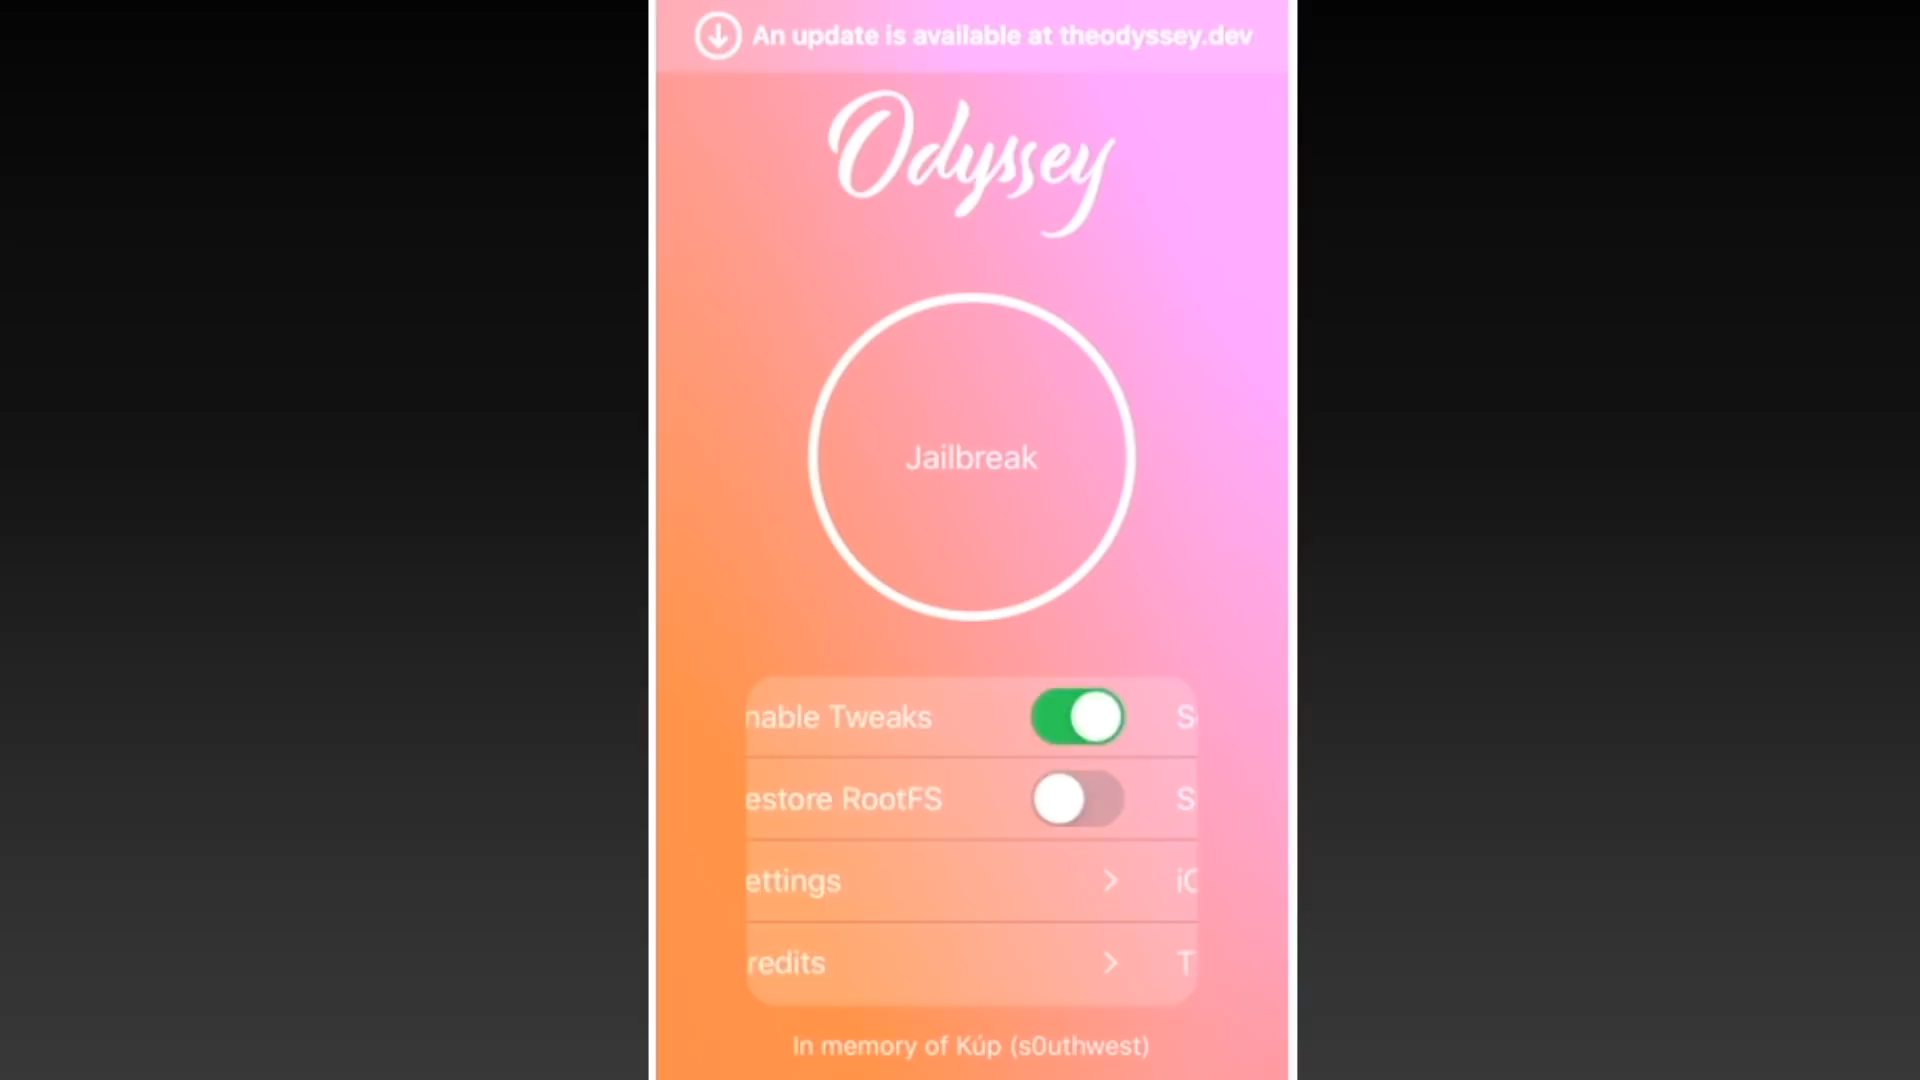 An update is available at theodyssey.dev
Odyssey
Jailbreak
nable Tweaks
S
estore RootFS
S
ettings
iO
redits
T
In memory of Kúp (s0uthwest)